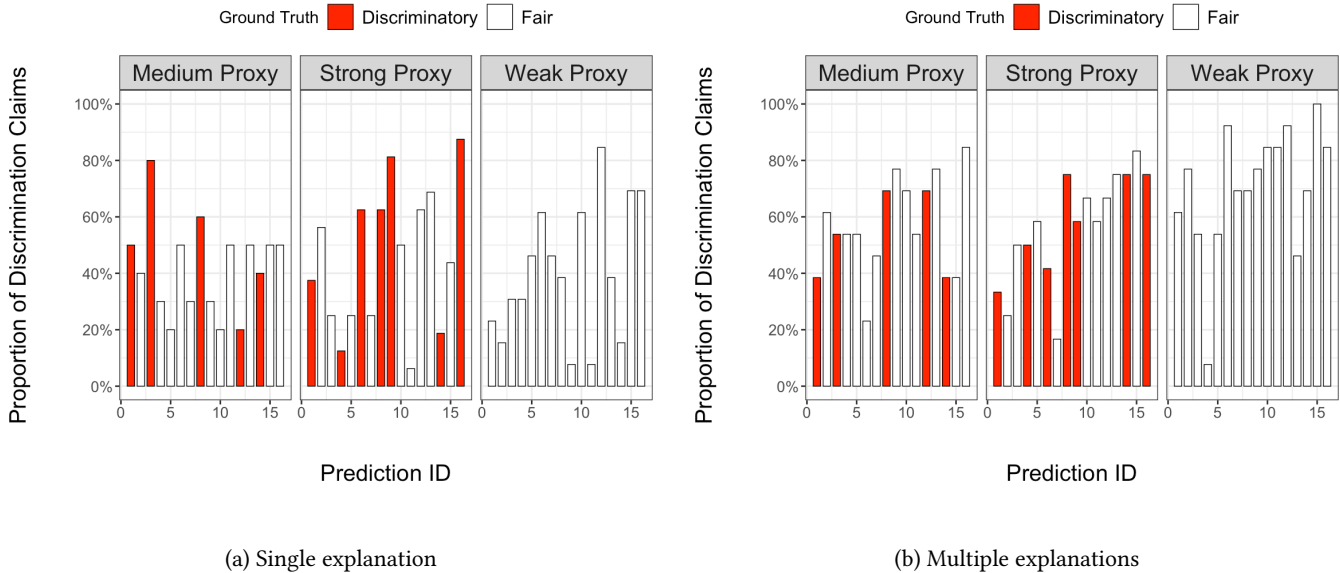 Ground Truth Discriminatory Fair
Medium Proxy Strong Proxy Weak Proxy
Proportion of Discrimination Claims
100%
80%
60%
40%
20%
0%
0 5 10 15 0 5 10 15 0 5 10 15
Prediction ID
(a) Single explanation
Ground Truth Discriminatory Fair
Medium Proxy Strong Proxy Weak Proxy
Proportion of Discrimination Claims
100%
80%
60%
40%
20%
0%
0 5 10 15 0 5 10 15 0 5 10 15
Prediction ID
(b) Multiple explanations